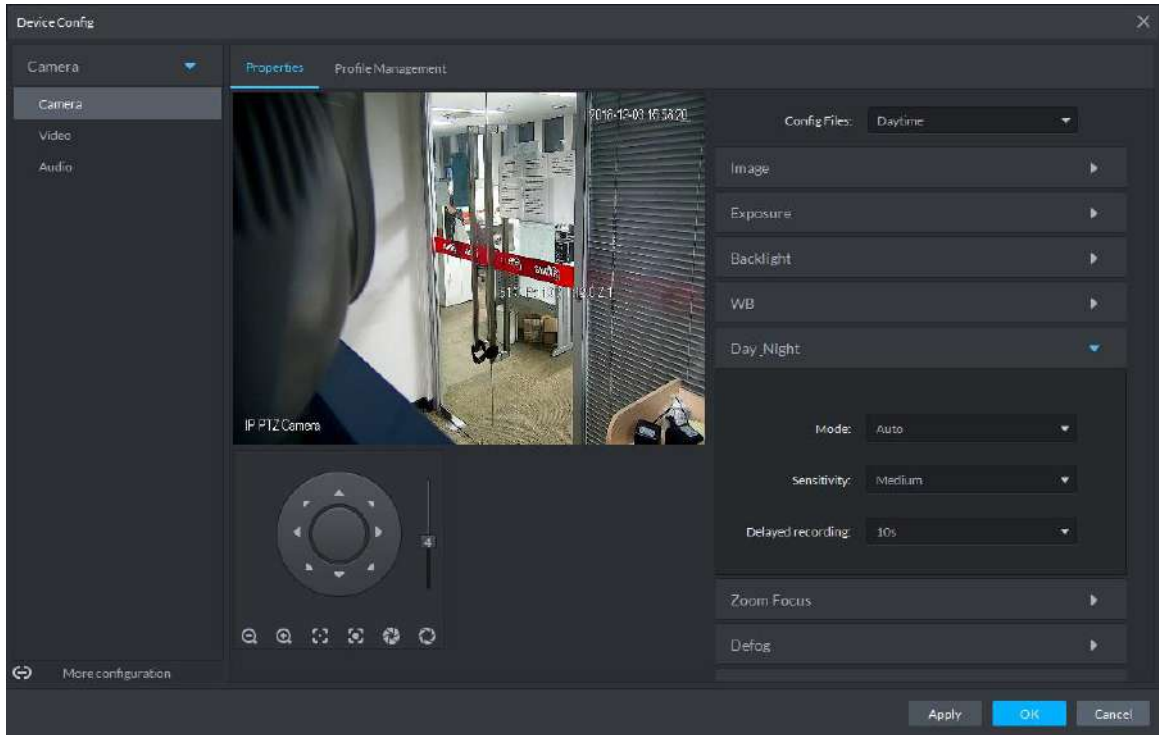 Device Config
Camera
Camera
Video
Audio
More configuration
Properties
Profile Management
IP PTZ Camera
4
Config Files: Daytime
Image
Exposure
Backlight
WB
Day_Night
Mode: Auto
Sensitivity: Medium
Delayed recording: 10s
Zoom Focus
Defog
Apply
OK
Cancel